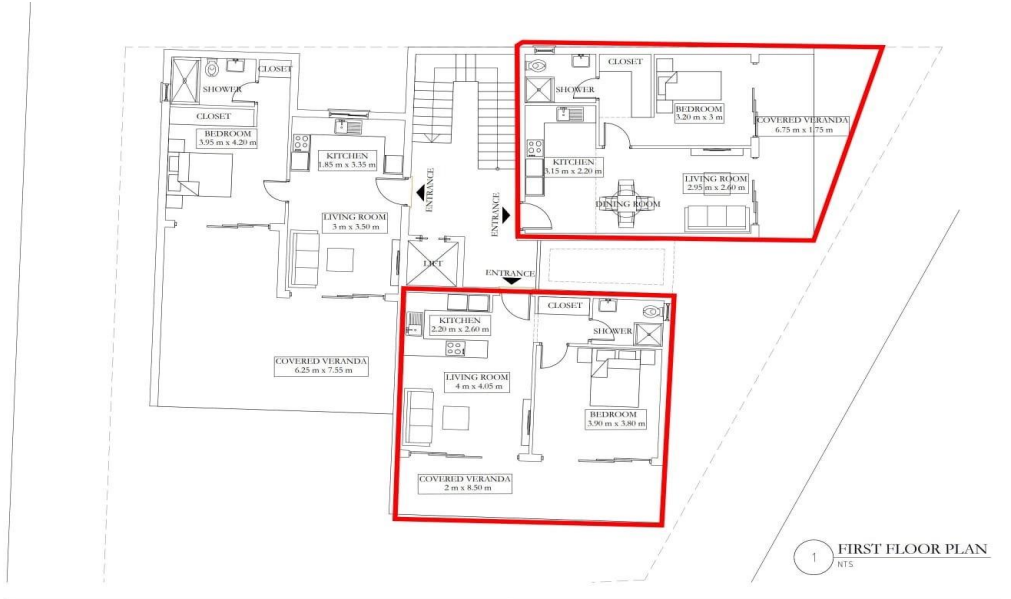 CLOSET
SHOWER
CLOSET
BEDROOM
3.95 m x 4.20 m
KITCHEN
1.85 m x 3.35 m
LIVING ROOM
3 m x 3.50 m
COVERED VERANDA
6.25 m x 7.55 m
ENTRANCE
ENTRANCE
LIFT
ENTRANCE
CLOSET
SHOWER
BEDROOM
3.20 m x 3 m
COVERED VERANDA
6.75 m x 1.75 m
KITCHEN
3.15 m x 2.20 m
LIVING ROOM
2.95 m x 2.60 m
DINING ROOM
KITCHEN
2.20 m x 2.60 m
CLOSET
SHOWER
LIVING ROOM
4 m x 4.05 m
BEDROOM
3.90 m x 3.80 m
COVERED VERANDA
2 m x 8.50 m
1
FIRST FLOOR PLAN
NTS